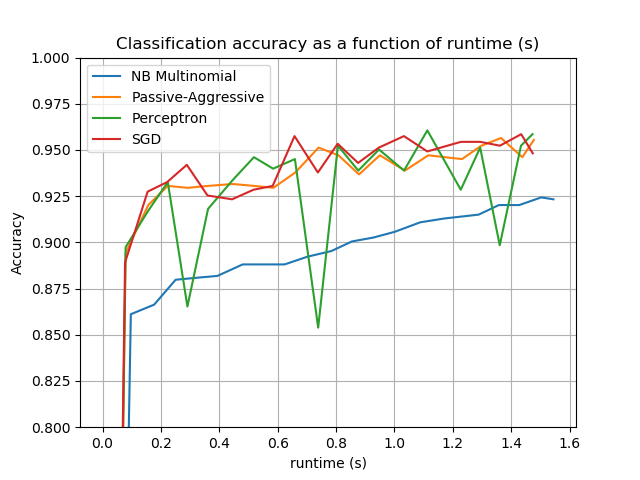 Classification accuracy as a function of runtime (s)
NB Multinomial
Passive-Aggressive
Perceptron
SGD
Accuracy
1.000
0.975
0.950
0.925
0.900
0.875
0.850
0.825
0.800
0.0 0.2 0.4 0.6 0.8 1.0 1.2 1.4 1.6
runtime (s)